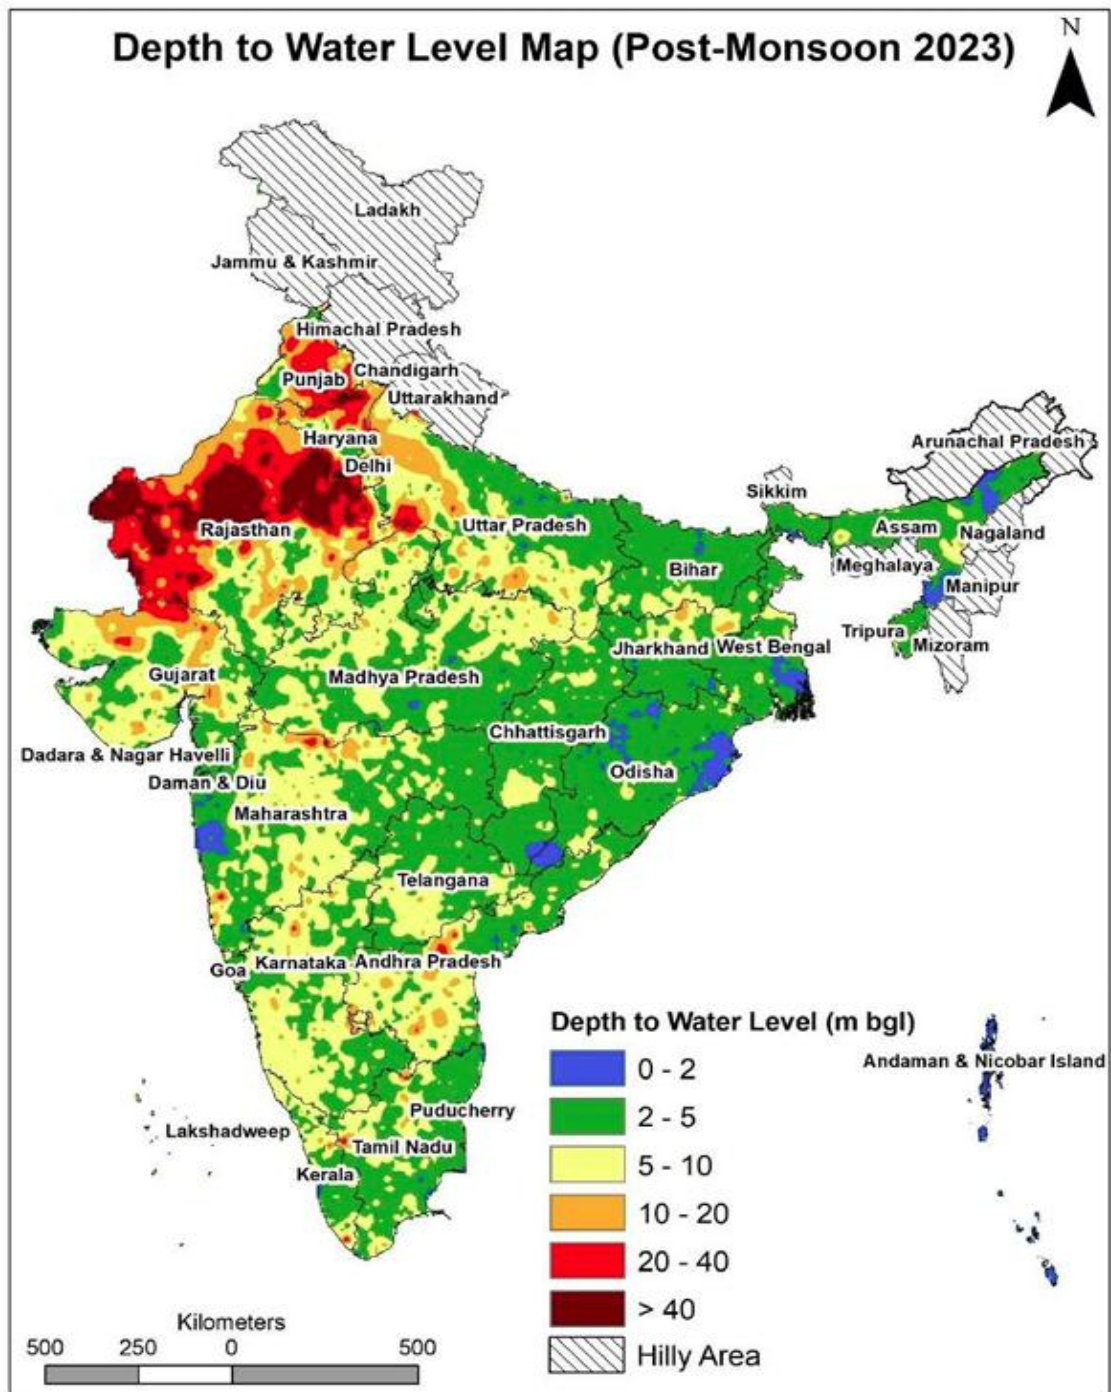 Depth to Water Level Map (Post-Monsoon 2023)
N
Ladakh
Jammu & Kashmir
Himachal Pradesh
Chandigarh
Punjab
Uttarakhand
Haryana
Delhi
Arunachal Pradesh
Sikkim
Rajasthan
Uttar Pradesh
Assam
Nagaland
Bihar
Meghalaya
Manipur
Tripura
Mizoram
Jharkhand
West Bengal
Gujarat
Madhya Pradesh
Chhattisgarh
Dadara & Nagar Havelli
Odisha
Daman & Diu
Maharashtra
Telangana
Goa
Karnataka
Andhra Pradesh
Andaman & Nicobar Island
Puducherry
Lakshadweep
Tamil Nadu
Kerala
Depth to Water Level (m bgl)
0 - 2
2 - 5
5 - 10
10 - 20
20 - 40
> 40
Hilly Area
Kilometers
500 250 0 500